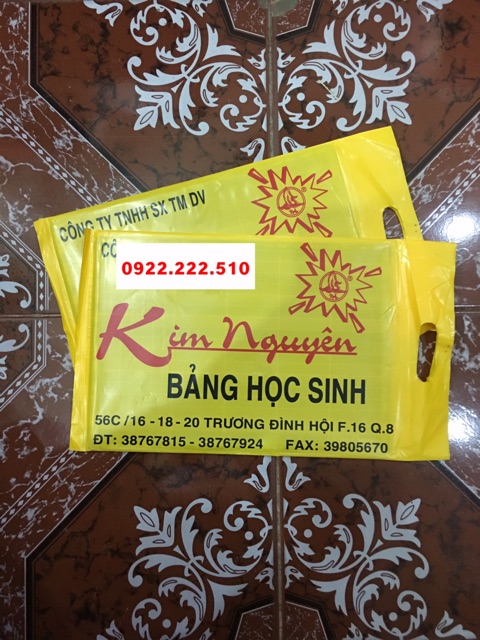 CÔNG TY TNHH SX TM DV
CÔ
0922.222.510
Kim Nguyên
BẢNG HỌC SINH
56C /16 - 18 - 20 TRƯƠNG ĐÌNH HỘI F.16 Q.8
ĐT: 38767815 - 38767924 FAX: 39805670